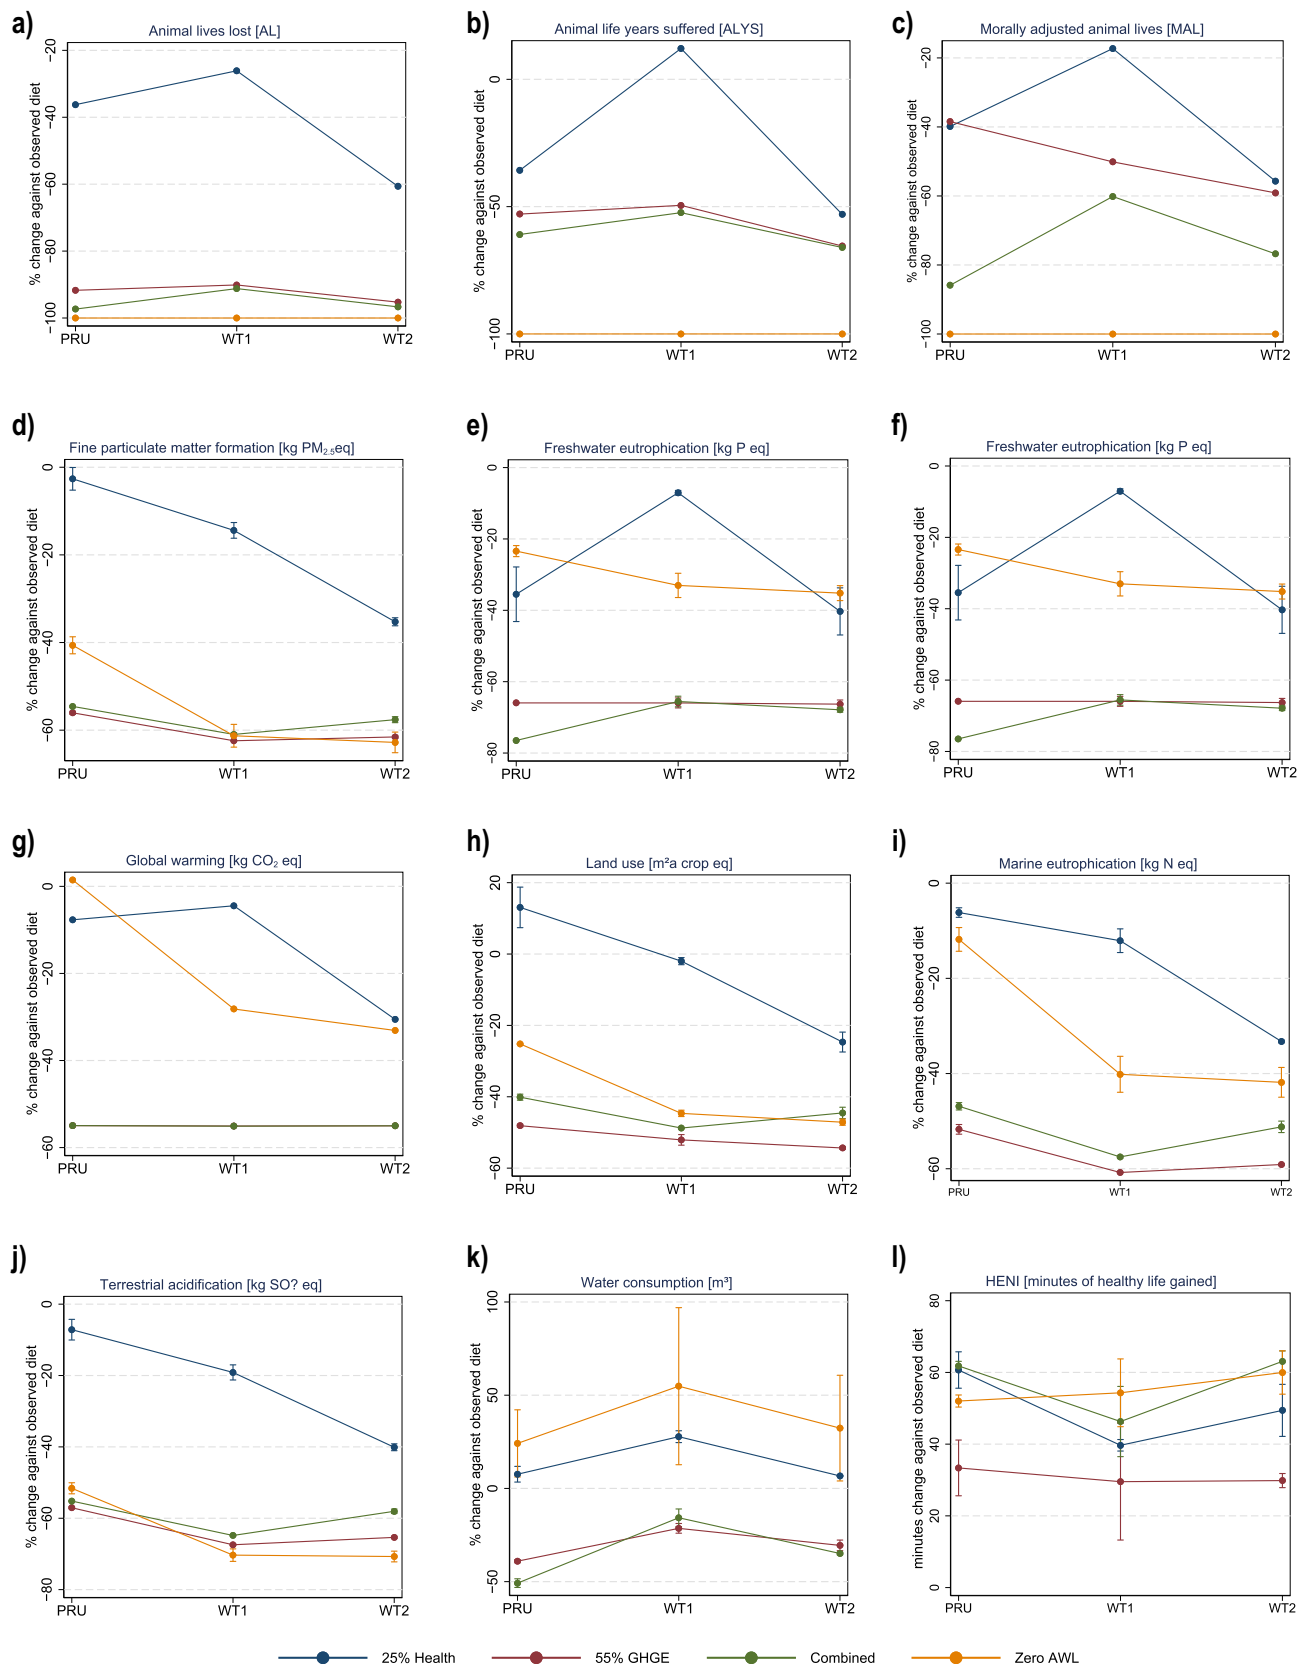 a)
Animal lives lost [AL]
% change against observed diet
−20
−40
−60
−80
−100
PRU WT1 WT2
b)
Animal life years suffered [ALYS]
% change against observed diet
0
−50
−100
PRU WT1 WT2
c)
Morally adjusted animal lives [MAL]
% change against observed diet
−20
−40
−60
−80
−100
PRU WT1 WT2
d)
Fine particulate matter formation [kg PM2.5eq]
% change against observed diet
0
−20
−40
−60
PRU WT1 WT2
e)
Freshwater eutrophication [kg P eq]
% change against observed diet
0
−20
−40
−60
−80
PRU WT1 WT2
f)
Freshwater eutrophication [kg P eq]
% change against observed diet
0
−20
−40
−60
−80
PRU WT1 WT2
g)
Global warming [kg CO₂ eq]
% change against observed diet
0
−20
−40
−60
PRU WT1 WT2
h)
Land use [m²a crop eq]
% change against observed diet
20
0
−20
−40
−60
PRU WT1 WT2
i)
Marine eutrophication [kg N eq]
% change against observed diet
0
−20
−40
−60
PRU WT1 WT2
j)
Terrestrial acidification [kg SO? eq]
% change against observed diet
0
−20
−40
−60
−80
PRU WT1 WT2
k)
Water consumption [m³]
% change against observed diet
100
50
0
−50
PRU WT1 WT2
l)
HENI [minutes of healthy life gained]
minutes change against observed diet
80
60
40
20
0
PRU WT1 WT2
25% Health 55% GHGE Combined Zero AWL